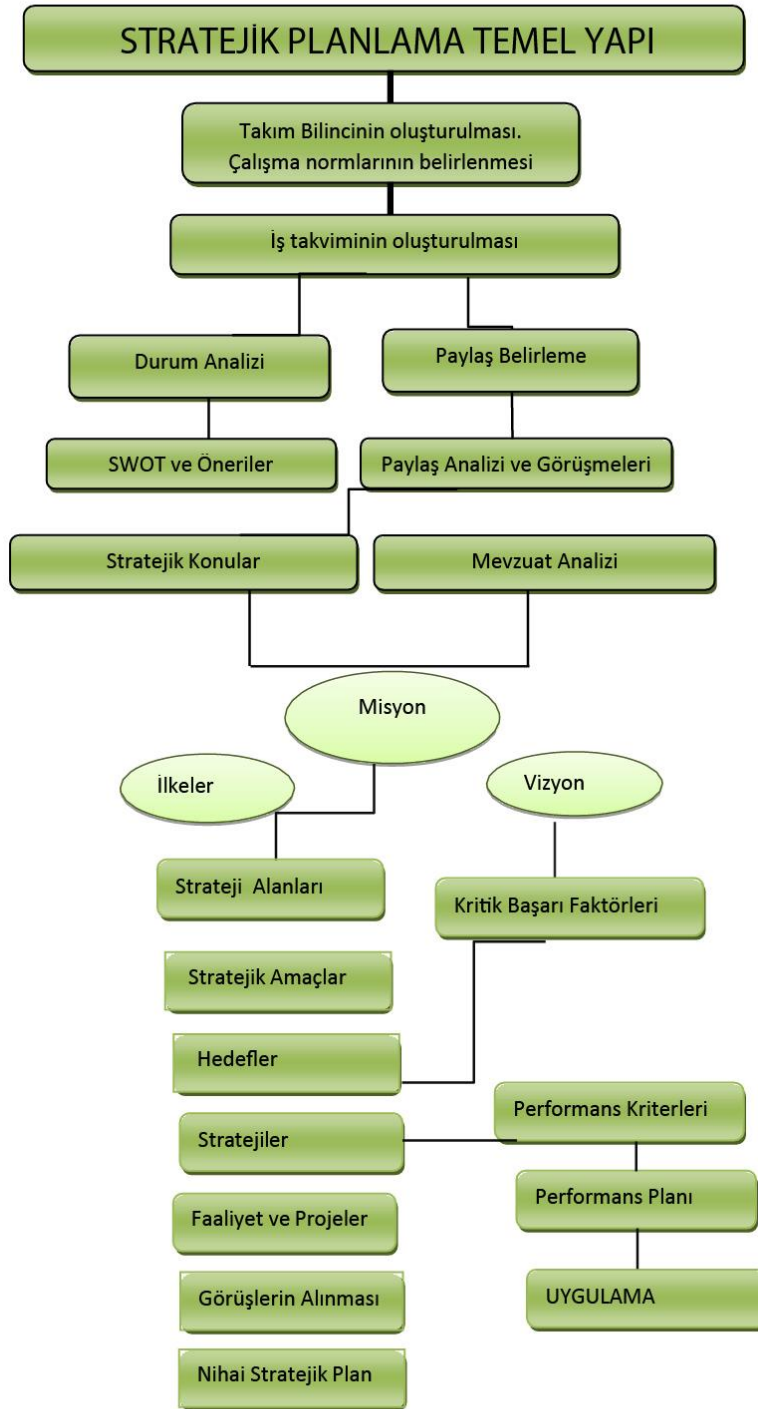 STRATEJİK PLANLAMA TEMEL YAPI
Takım Bilincinin oluşturulması.
Çalışma normlarının belirlenmesi
İş takviminin oluşturulması
Durum Analizi
Paylaş Belirleme
SWOT ve Öneriler
Paylaş Analizi ve Görüşmeleri
Stratejik Konular
Mevzuat Analizi
Misyon
İlkeler
Vizyon
Strateji Alanları
Kritik Başarı Faktörleri
Stratejik Amaçlar
Hedefler
Performans Kriterleri
Stratejiler
Performans Planı
Faaliyet ve Projeler
Görüşlerin Alınması
UYGULAMA
Nihai Stratejik Plan